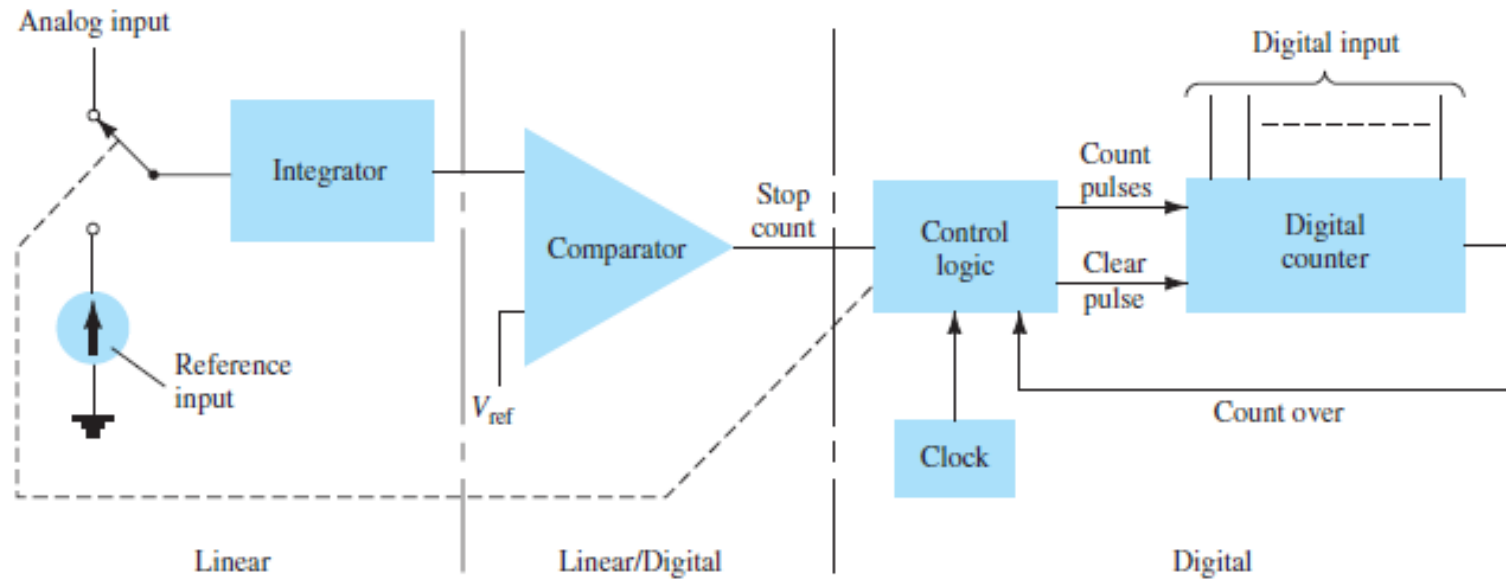 Analog input
Integrator
Reference
input
Comparator
V_ref
Stop
count
Control
logic
Count
pulses
Clear
pulse
Digital input
Digital
counter
Count over
Clock
Linear
Linear/Digital
Digital